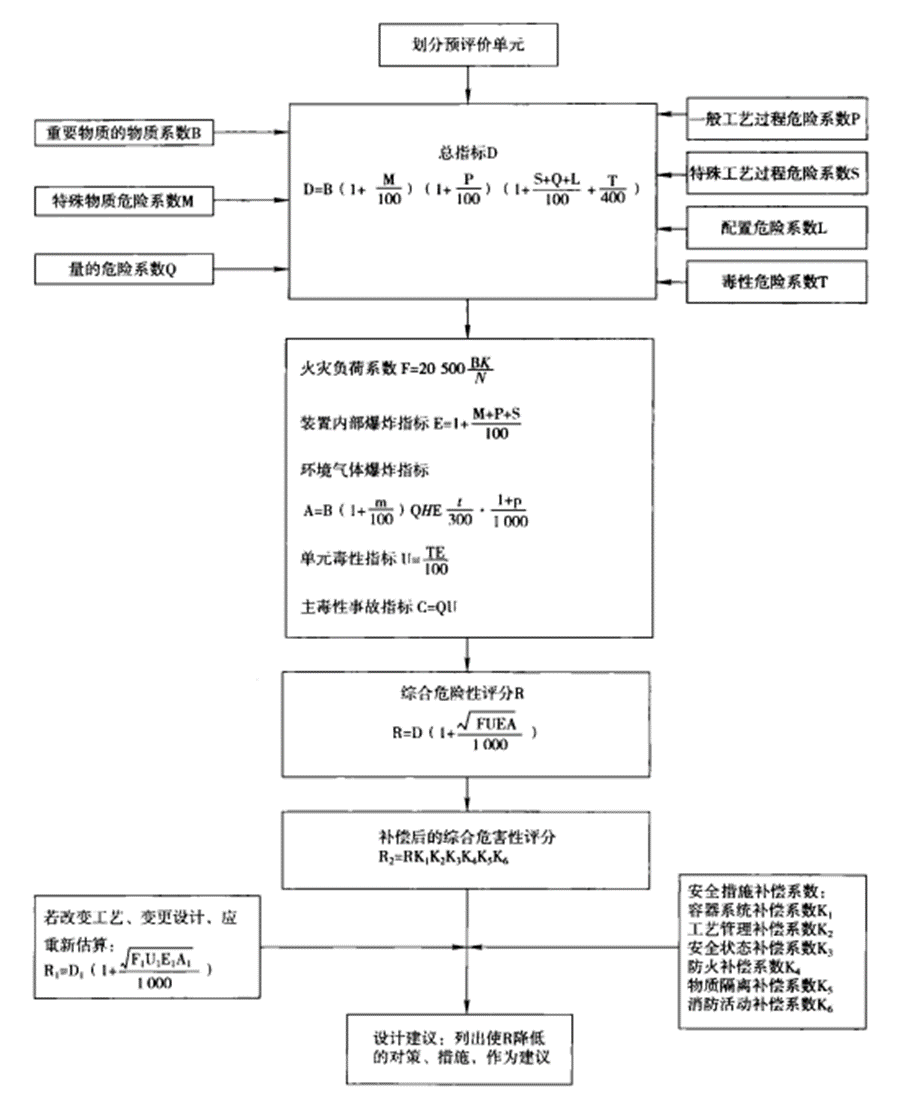 划分预评价单元
重要物质的物质系数B
特殊物质危险系数M
量的危险系数Q
总指标D
D=B（1+ M/100）（1+ P/100）（1+ S+Q+L/100 + T/400）
一般工艺过程危险系数P
特殊工艺过程危险系数S
配置危险系数L
毒性危险系数T
火灾负荷系数 F=20 500 BK/N
装置内部爆炸指标 E=1+ M+P+S/100
环境气体爆炸指标
A=B（1+ m/100）QHE t/300 · 1+p/1 000
单元毒性指标 U= TE/100
主毒性事故指标 C=QU
综合危险性评分R
R=D（1+ √FUEA/1 000）
补偿后的综合危害性评分
R₂=RK₁K₂K₃K₄K₅K₆
若改变工艺、变更设计、应
重新估算：
R₁=D₁（1+ √F₁U₁E₁A₁/1 000）
安全措施补偿系数：
容器系统补偿系数K₁
工艺管理补偿系数K₂
安全状态补偿系数K₃
防火补偿系数K₄
物质隔离补偿系数K₅
消防活动补偿系数K₆
设计建议：列出使R降低
的对策、措施，作为建议